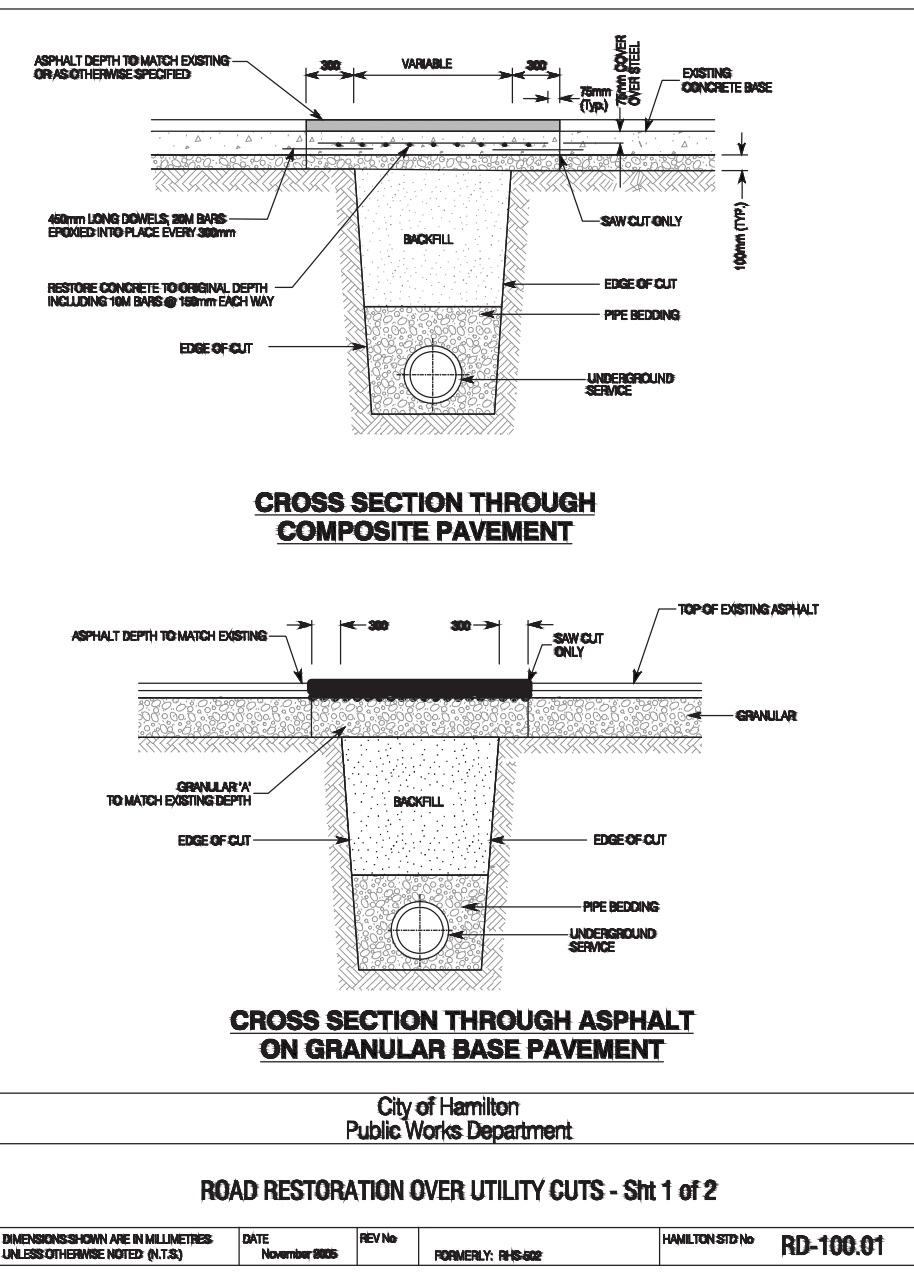 ASPHALT DEPTH TO MATCH EXISTING
OR AS OTHERWISE SPECIFIED
300
VARIABLE
300
75mm
(Typ.)
75mm COVER
OVER STEEL
EXISTING
CONCRETE BASE
450mm LONG DOWELS, 20M BARS
EPOXIED INTO PLACE EVERY 300mm
SAW CUT ONLY
100mm (TYP.)
BACKFILL
RESTORE CONCRETE TO ORIGINAL DEPTH
INCLUDING 10M BARS @ 150mm EACH WAY
EDGE OF CUT
PIPE BEDDING
EDGE OF CUT
UNDERGROUND
SERVICE
CROSS SECTION THROUGH
COMPOSITE PAVEMENT
ASPHALT DEPTH TO MATCH EXISTING
300
300
SAW CUT
ONLY
TOP OF EXISTING ASPHALT
GRANULAR
GRANULAR 'A'
TO MATCH EXISTING DEPTH
BACKFILL
EDGE OF CUT
EDGE OF CUT
PIPE BEDDING
UNDERGROUND
SERVICE
CROSS SECTION THROUGH ASPHALT
ON GRANULAR BASE PAVEMENT
City of Hamilton
Public Works Department
ROAD RESTORATION OVER UTILITY CUTS - Sht 1 of 2
DIMENSIONS SHOWN ARE IN MILLIMETRES
UNLESS OTHERWISE NOTED (N.T.S.)
DATE
November 2005
REV No
FORMERLY: RHS-502
HAMILTON STD No
RD-100.01